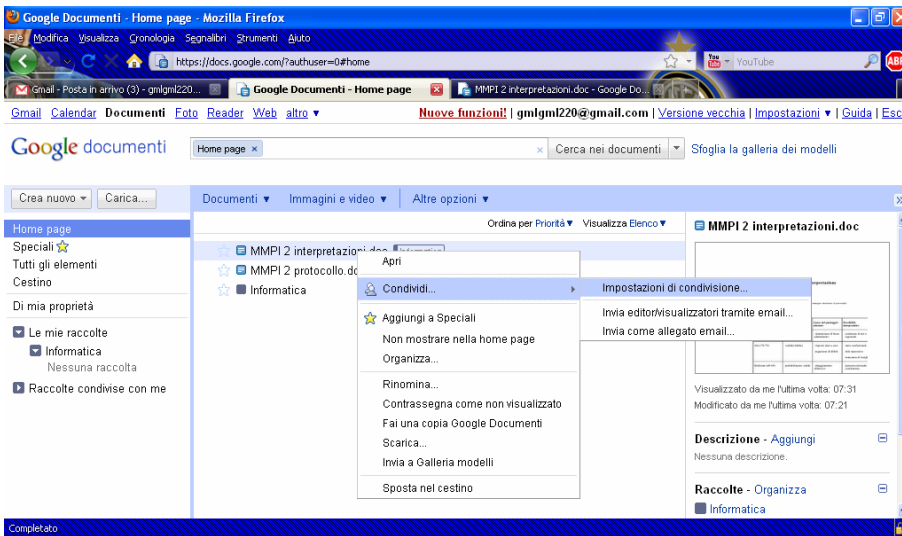 Google Documenti - Home page - Mozilla Firefox
File Modifica Visualizza Cronologia Segnalibri Strumenti Aiuto
https://docs.google.com/?authuser=0#home
You Tube YouTube
ABP
Gmail - Posta in arrivo (3) - gmlgml220...
Google Documenti - Home page
MMPI 2 interpretazioni.doc - Google Do...
Gmail Calendar Documenti Foto Reader Web altro ▼ Nuove funzioni! | gmlgml220@gmail.com | Versione vecchia | Impostazioni ▼ | Guida | Esc
Google documenti
Home page ×
× Cerca nei documenti
Sfoglia la galleria dei modelli
Crea nuovo Carica...
Documenti ▼ Immagini e video ▼ Altre opzioni ▼
Home page
Speciali
Tutti gli elementi
Cestino
Di mia proprietà
Le mie raccolte
Informatica
Nessuna raccolta
Raccolte condivise con me
Ordina per Priorità ▼ Visualizza Elenco ▼
MMPI 2 interpretazioni.doc Informatica
MMPI 2 protocollo.do
Informatica
Apri
Condividi...
Aggiungi a Speciali
Non mostrare nella home page
Organizza...
Rinomina...
Contrassegna come non visualizzato
Fai una copia Google Documenti
Scarica...
Invia a Galleria modelli
Sposta nel cestino
Impostazioni di condivisione...
Invia editor/visualizzatori tramite email...
Invia come allegato email...
MMPI 2 interpretazioni.doc
Visualizzato da me l'ultima volta: 07:31
Modificato da me l'ultima volta: 07:21
Descrizione - Aggiungi
Nessuna descrizione.
Raccolte - Organizza
Informatica
Completato